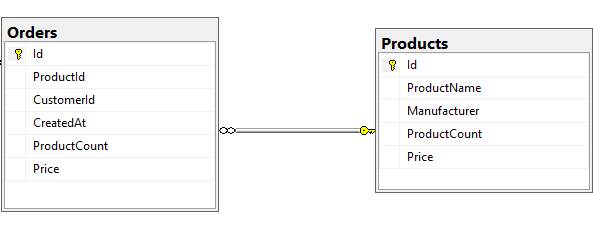 Orders
Id
ProductId
CustomerId
CreatedAt
ProductCount
Price
Products
Id
ProductName
Manufacturer
ProductCount
Price